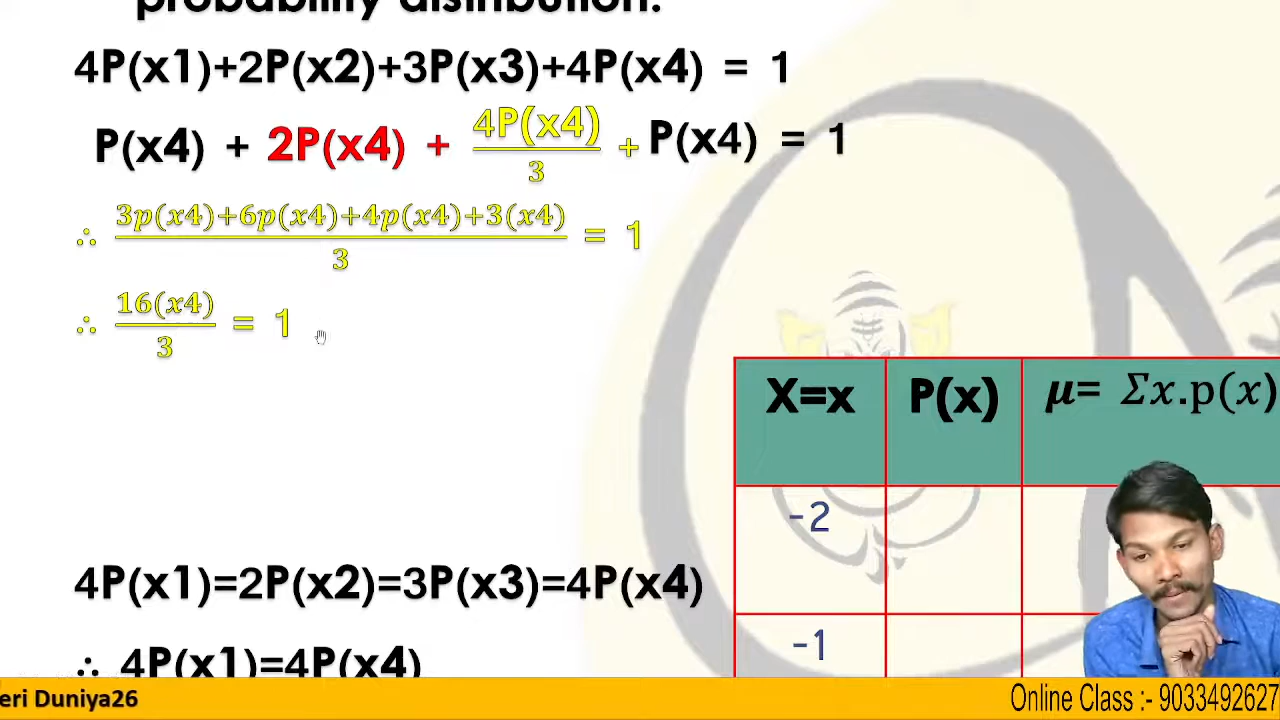 probability distribution.
4P(x1)+2P(x2)+3P(x3)+4P(x4) = 1
P(x4) + 2P(x4) + 4P(x4)/3 + P(x4) = 1
∴ 3p(x4)+6p(x4)+4p(x4)+3(x4)/3 = 1
∴ 16(x4)/3 = 1
X=x P(x) μ= Σx.p(x)
-2
-1
4P(x1)=2P(x2)=3P(x3)=4P(x4)
∴ 4P(x1)=4P(x4)
eri Duniya26
Online Class :- 9033492627